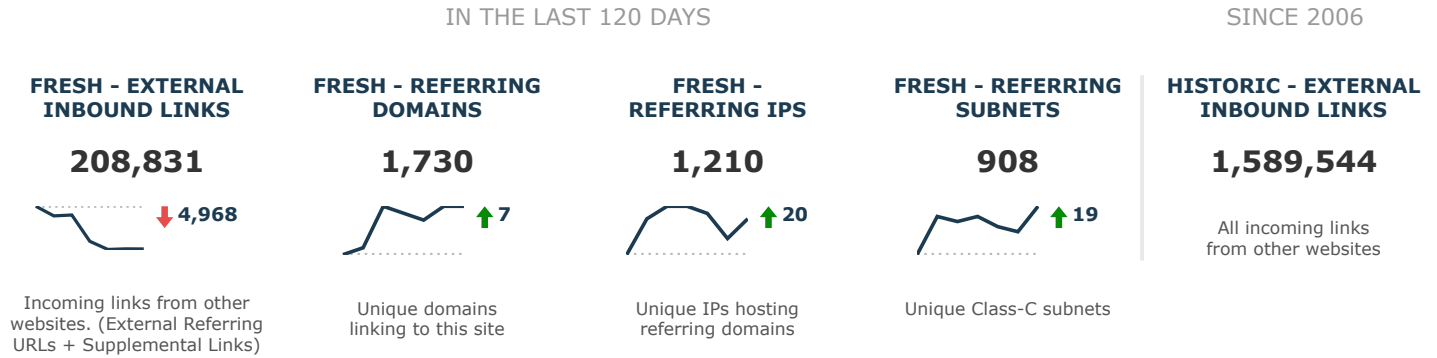 IN THE LAST 120 DAYS
SINCE 2006
FRESH - EXTERNAL
INBOUND LINKS
208,831
4,968
Incoming links from other
websites. (External Referring
URLs + Supplemental Links)
FRESH - REFERRING
DOMAINS
1,730
7
Unique domains
linking to this site
FRESH -
REFERRING IPS
1,210
20
Unique IPs hosting
referring domains
FRESH - REFERRING
SUBNETS
908
19
Unique Class-C subnets
HISTORIC - EXTERNAL
INBOUND LINKS
1,589,544
All incoming links
from other websites